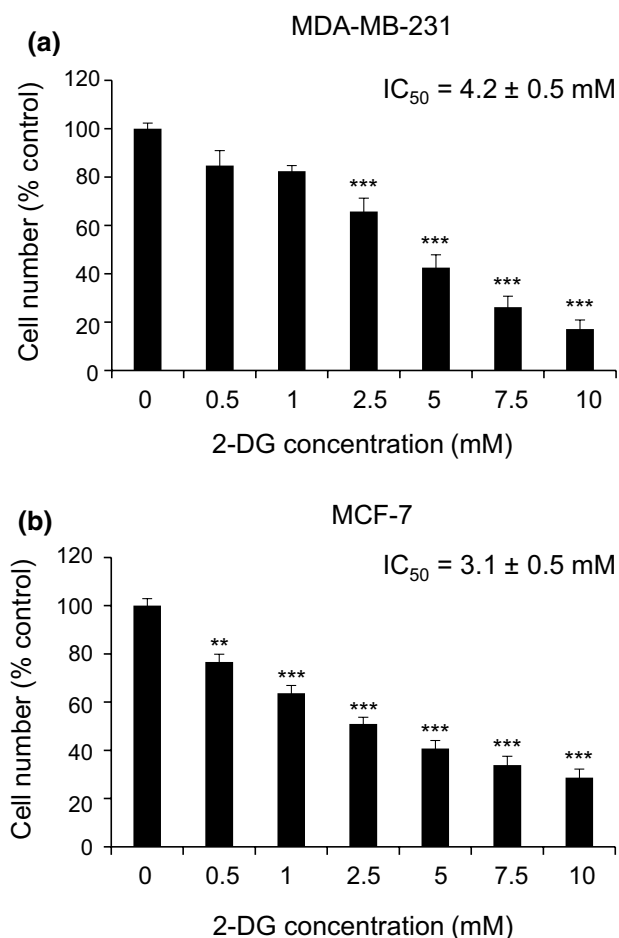 (a)
MDA-MB-231
IC50 = 4.2 ± 0.5 mM
Cell number (% control)
120
100
80
60
40
20
0
***
***
***
***
0 0.5 1 2.5 5 7.5 10
2-DG concentration (mM)
(b)
MCF-7
IC50 = 3.1 ± 0.5 mM
Cell number (% control)
120
100
80
60
40
20
0
**
***
***
***
***
***
0 0.5 1 2.5 5 7.5 10
2-DG concentration (mM)